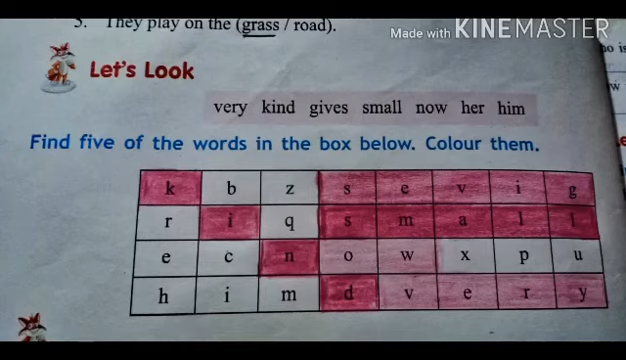 5. They play on the (grass / road).
Made with KINEMASTER
Let's Look
very kind gives small now her him
Find five of the words in the box below. Colour them.
k b z s e v i g
r i q s m a l l
e c n o w x p u
h i m d v e r y